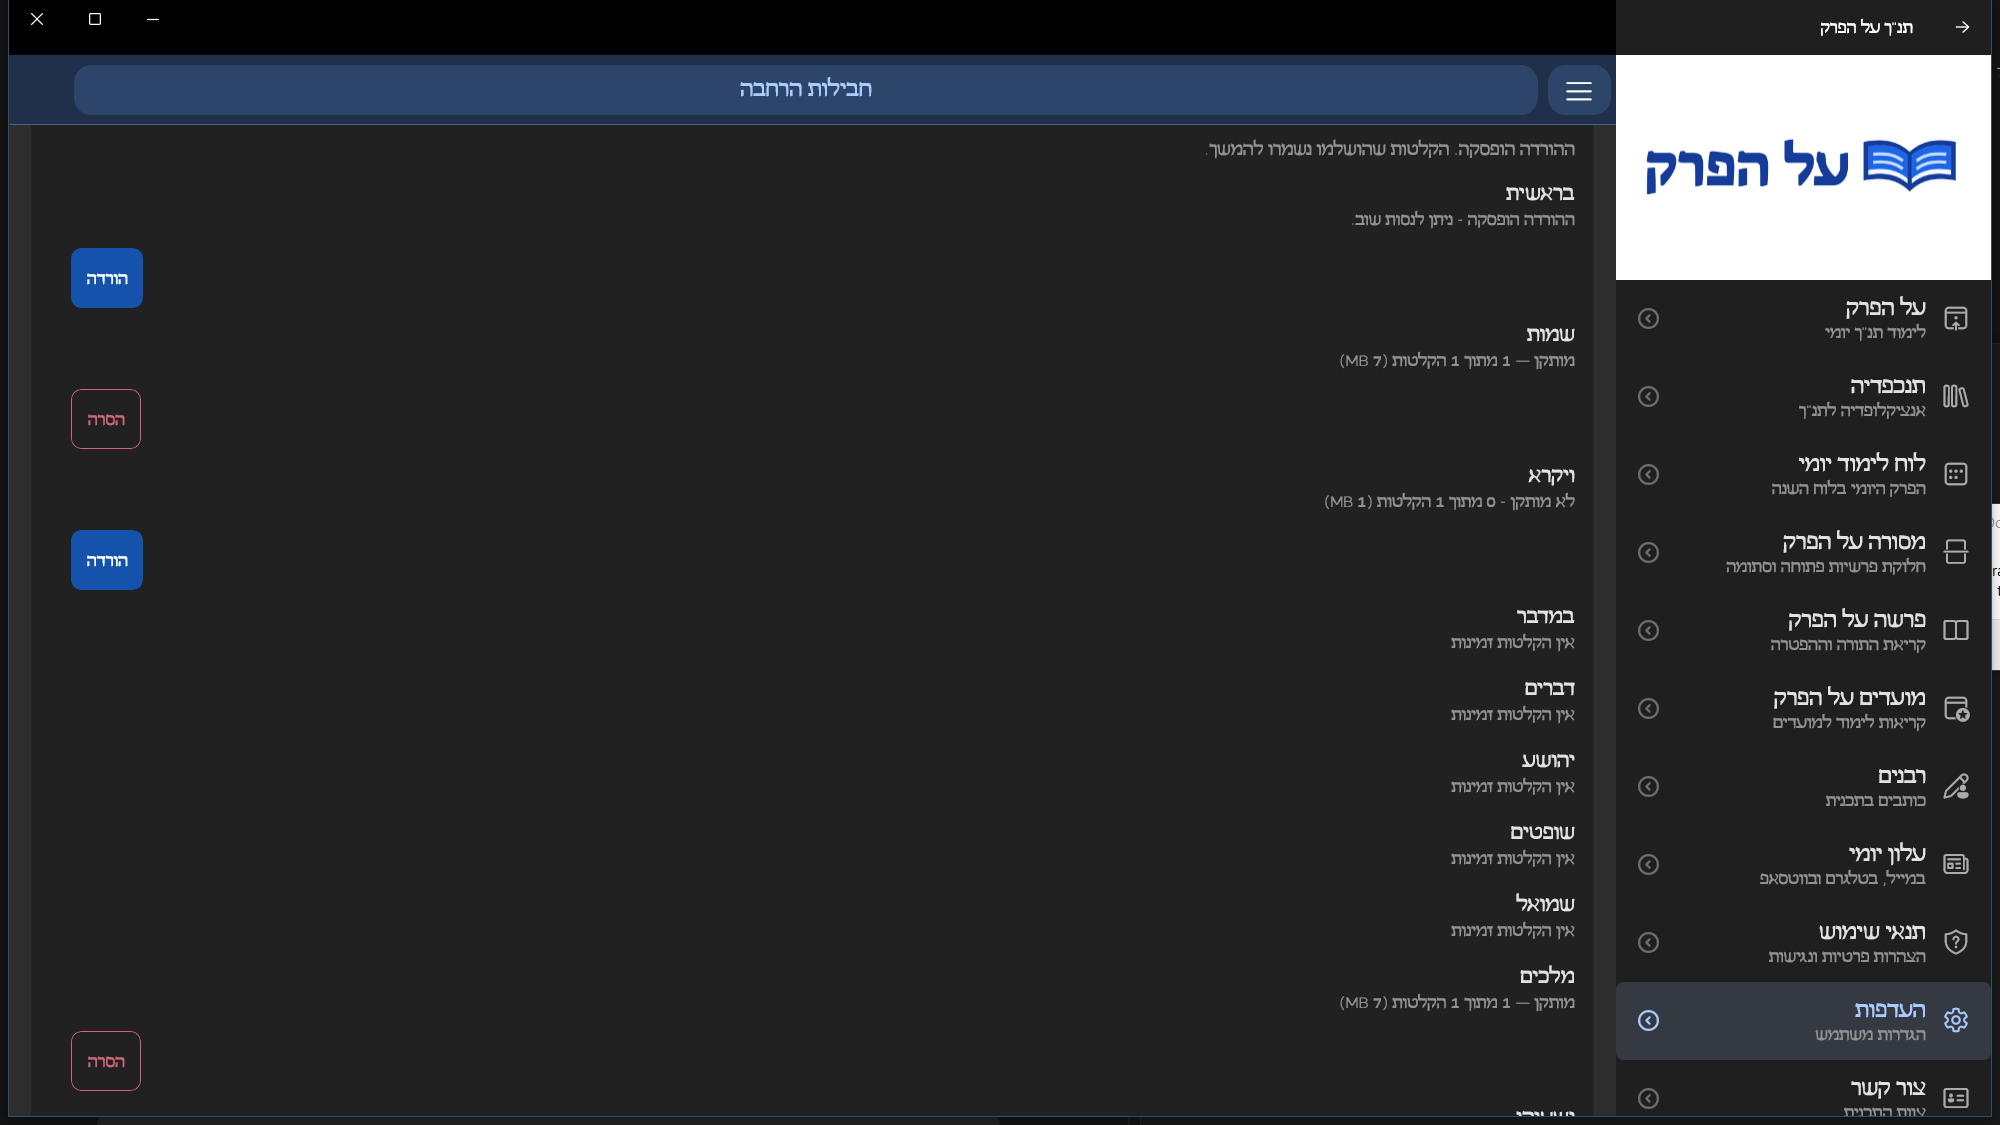 תנ"ך על הפרק
על הפרק
על הפרק
לימוד תנ"ך יומי
תנכפדיה
אנציקלופדיה לתנ"ך
לוח לימוד יומי
הפרק היומי בלוח השנה
מסורה על הפרק
חלוקת פרשיות פתוחה וסתומה
פרשה על הפרק
קריאת התורה וההפטרה
מועדים על הפרק
קריאות לימוד למועדים
רבנים
כותבים בתכנית
עלון יומי
במייל, בטלגרם ובווטסאפ
תנאי שימוש
הצהרות פרטיות ונגישות
העדפות
הגדרות משתמש
צור קשר
צוות התכנית
חבילות הרחבה
ההורדה הופסקה. הקלטות שהושלמו נשמרו להמשך.
בראשית
ההורדה הופסקה - ניתן לנסות שוב.
הורדה
שמות
מותקן — 1 מתוך 1 הקלטות (7 MB)
הסרה
ויקרא
לא מותקן - 0 מתוך 1 הקלטות (1 MB)
הורדה
במדבר
אין הקלטות זמינות
דברים
אין הקלטות זמינות
יהושע
אין הקלטות זמינות
שופטים
אין הקלטות זמינות
שמואל
אין הקלטות זמינות
מלכים
מותקן — 1 מתוך 1 הקלטות (7 MB)
הסרה